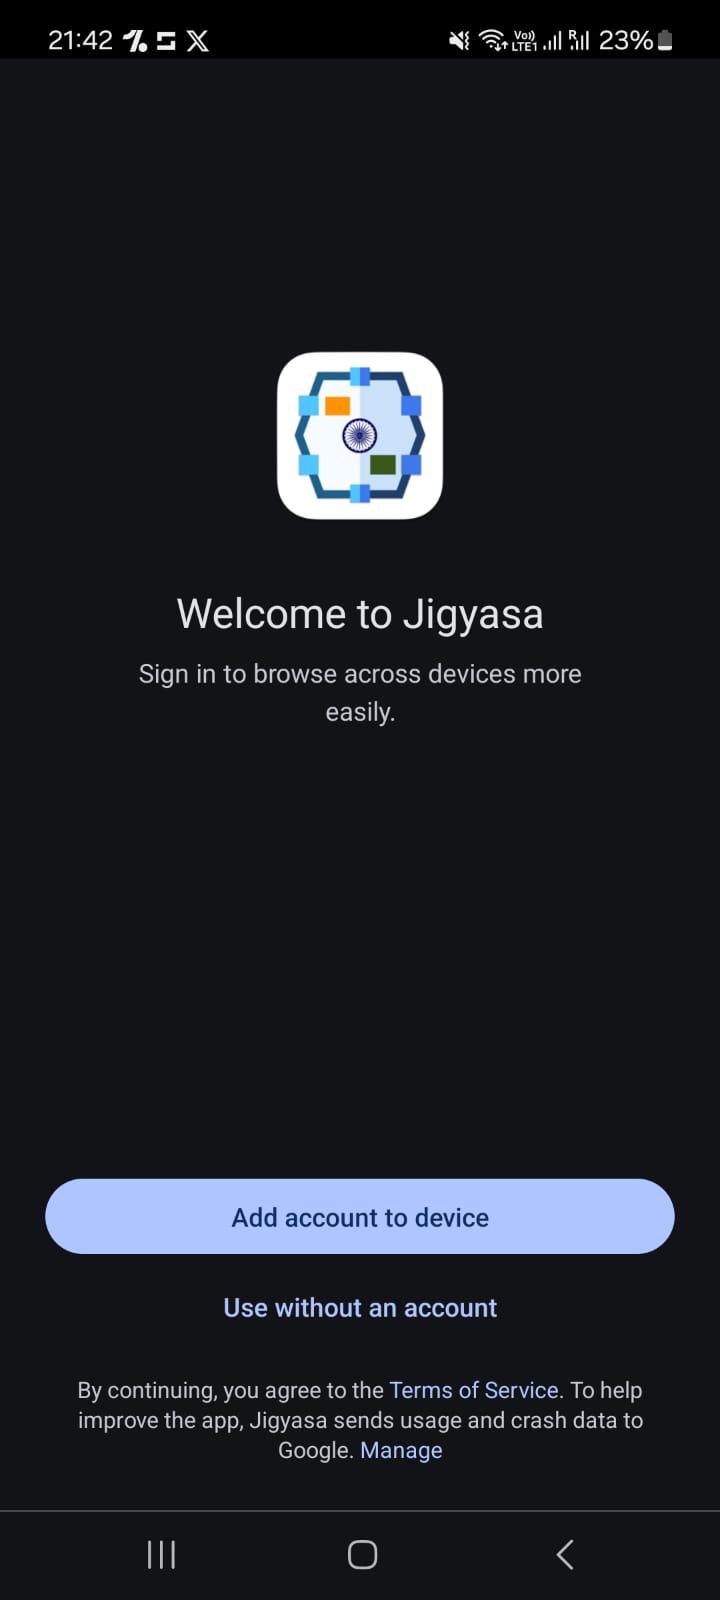 21:42
Vo)) LTE1 R 23%
Welcome to Jigyasa
Sign in to browse across devices more
easily.
Add account to device
Use without an account
By continuing, you agree to the Terms of Service. To help
improve the app, Jigyasa sends usage and crash data to
Google. Manage